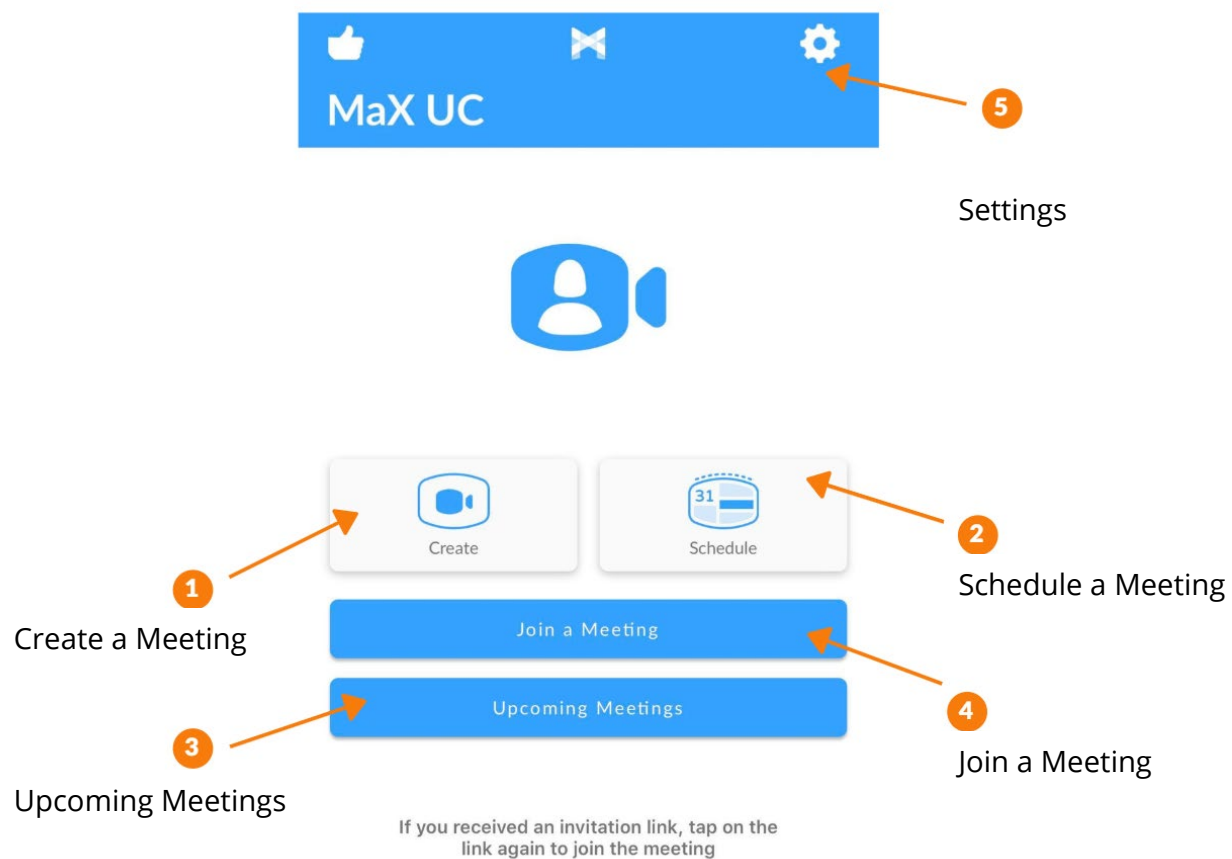 MaX UC
5
Settings
31
Create
Schedule
1
Create a Meeting
2
Schedule a Meeting
Join a Meeting
Upcoming Meetings
3
Upcoming Meetings
4
Join a Meeting
If you received an invitation link, tap on the
link again to join the meeting